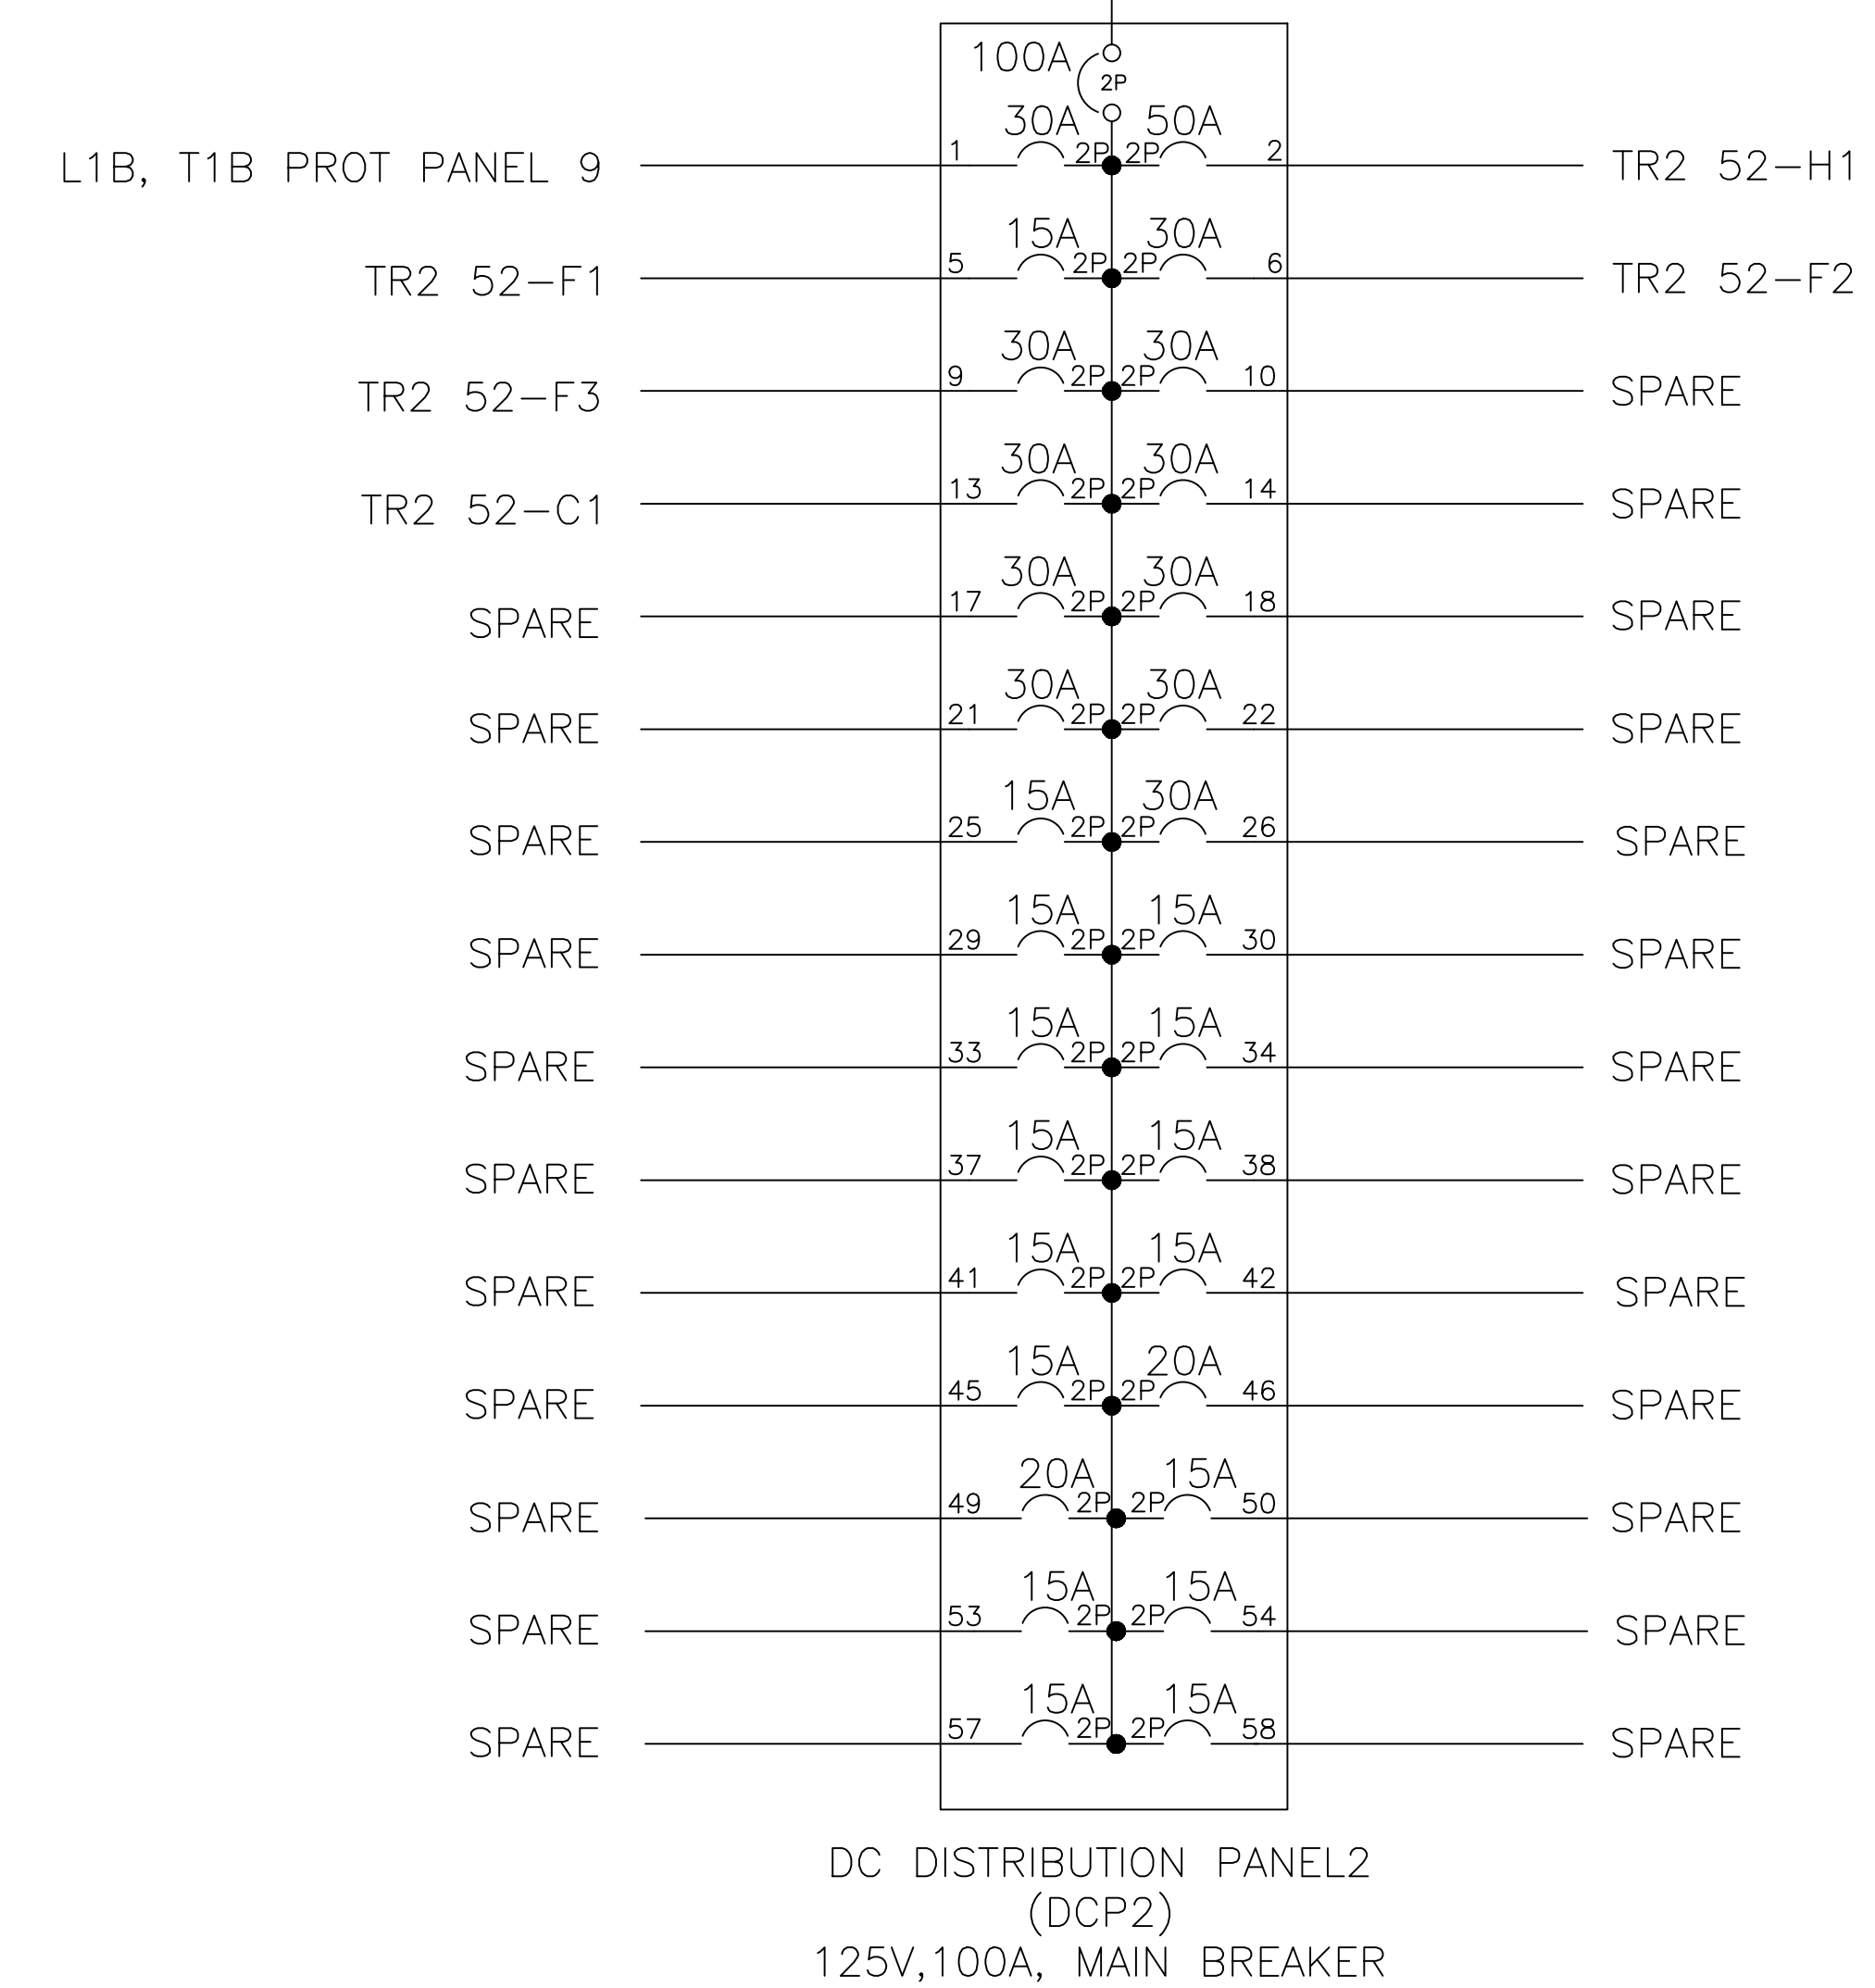 100A
2P
30A 50A
L1B, T1B PROT PANEL 9 1 2P 2P 2 TR2 52-H1
15A 30A
TR2 52-F1 5 2P 2P 6 TR2 52-F2
30A 30A
TR2 52-F3 9 2P 2P 10 SPARE
30A 30A
TR2 52-C1 13 2P 2P 14 SPARE
30A 30A
SPARE 17 2P 2P 18 SPARE
30A 30A
SPARE 21 2P 2P 22 SPARE
15A 30A
SPARE 25 2P 2P 26 SPARE
15A 15A
SPARE 29 2P 2P 30 SPARE
15A 15A
SPARE 33 2P 2P 34 SPARE
15A 15A
SPARE 37 2P 2P 38 SPARE
15A 15A
SPARE 41 2P 2P 42 SPARE
15A 20A
SPARE 45 2P 2P 46 SPARE
20A 15A
SPARE 49 2P 2P 50 SPARE
15A 15A
SPARE 53 2P 2P 54 SPARE
15A 15A
SPARE 57 2P 2P 58 SPARE
DC DISTRIBUTION PANEL2
(DCP2)
125V,100A, MAIN BREAKER